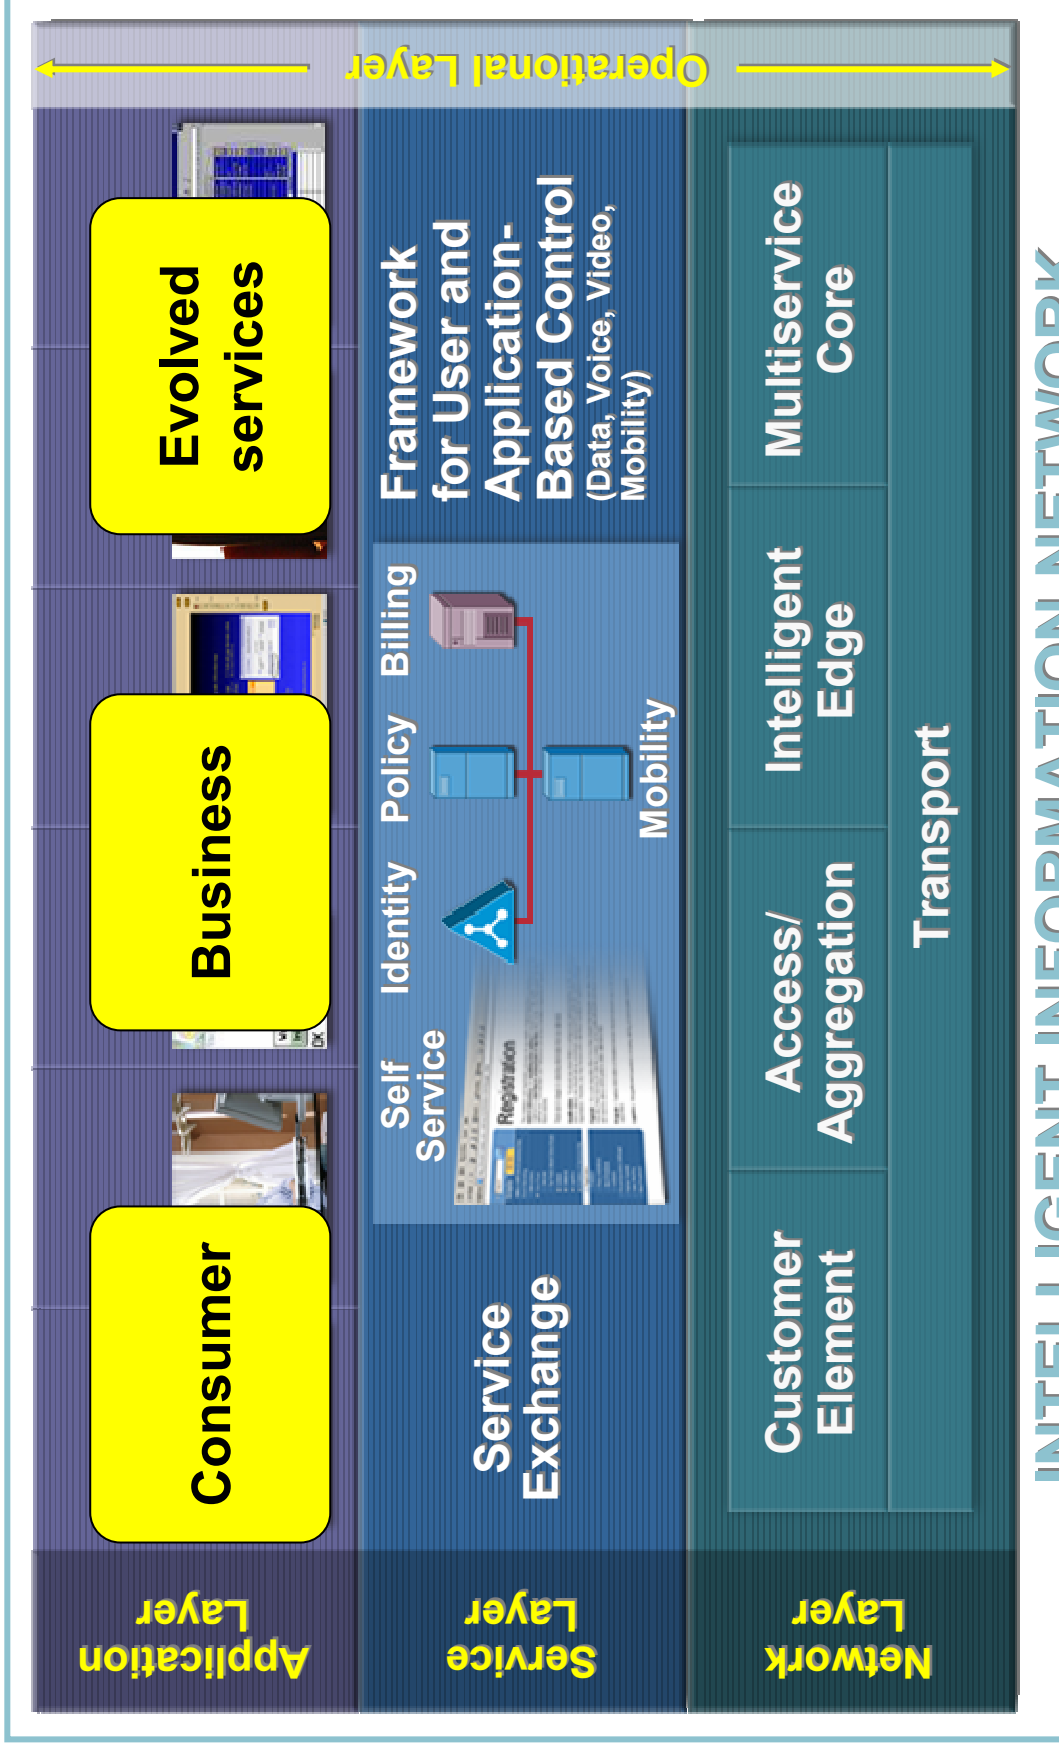 Application
Layer
Consumer
Business
Evolved
services
Service
Layer
Service
Exchange
Self
Service
Identity
Policy
Billing
Mobility
Registration
Framework
for User and
Application-
Based Control
(Data, Voice, Video,
Mobility)
Network
Layer
Customer
Element
Access/
Aggregation
Intelligent
Edge
Multiservice
Core
Transport
Operational Layer
INTELLIGENT INFORMATION NETWORK